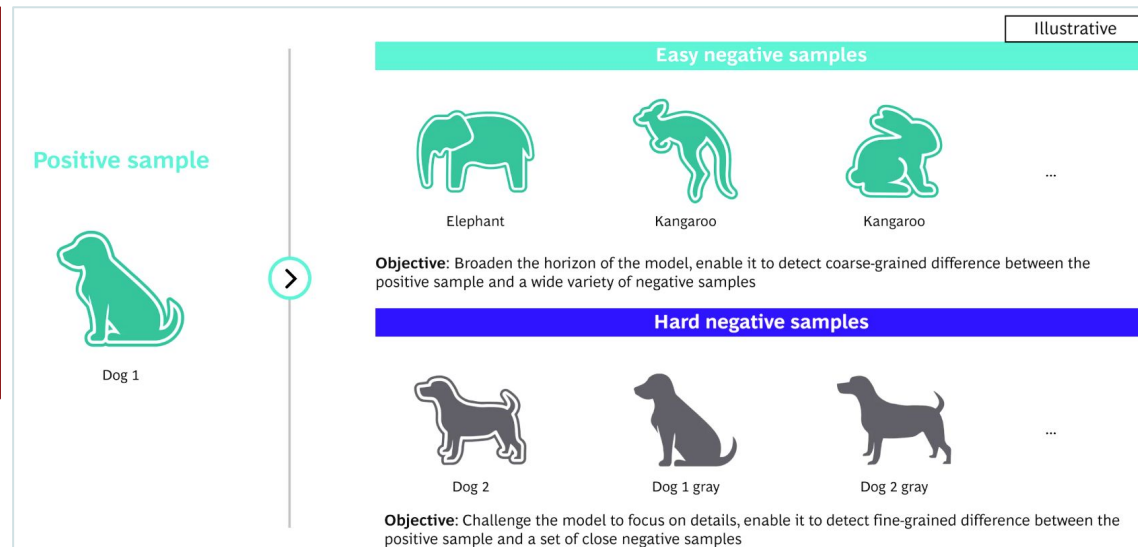 Illustrative
Positive sample
Dog 1
Easy negative samples
Elephant
Kangaroo
Kangaroo
...
Objective: Broaden the horizon of the model, enable it to detect coarse-grained difference between the
positive sample and a wide variety of negative samples
Hard negative samples
Dog 2
Dog 1 gray
Dog 2 gray
...
Objective: Challenge the model to focus on details, enable it to detect fine-grained difference between the
positive sample and a set of close negative samples